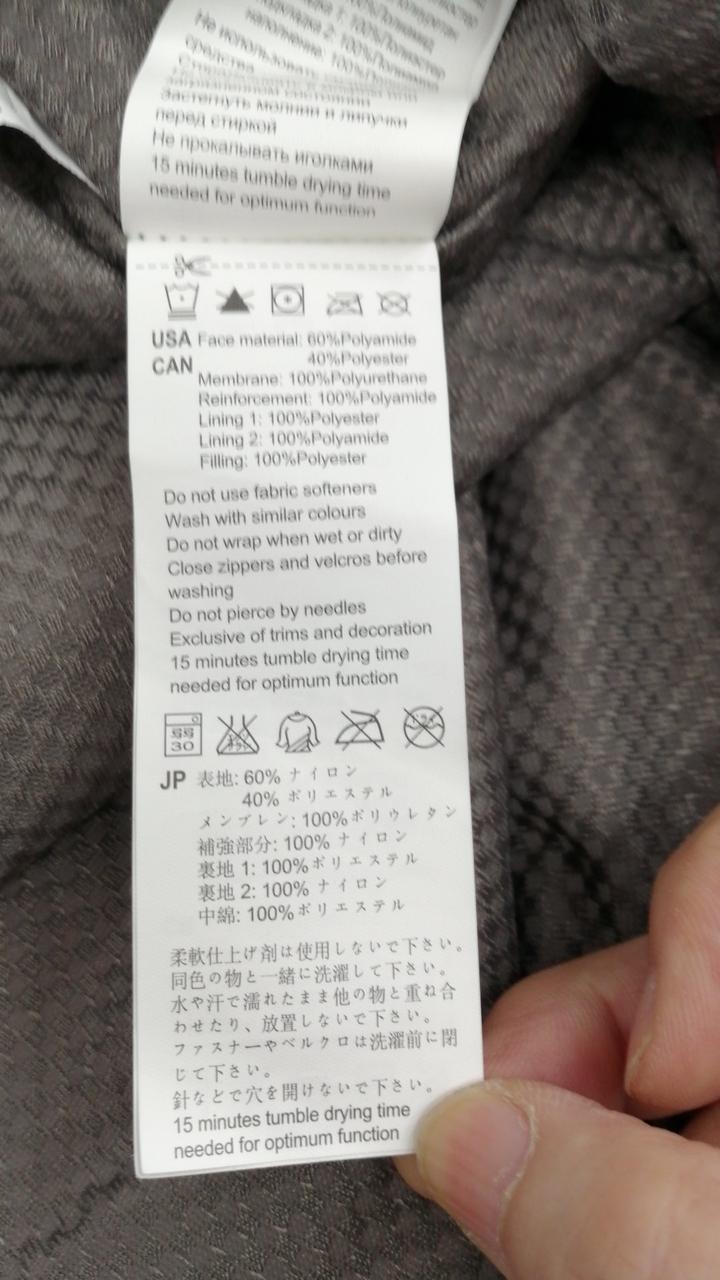 подкладка 2: 100%Полиамид
наполнение: 100%Полиэстер
Не использовать
средства
Застегнуть молнии и липучки
перед стиркой
Не прокалывать иголками
15 minutes tumble drying time
needed for optimum function
USA Face material: 60%Polyamide
CAN 40%Polyester
Membrane: 100%Polyurethane
Reinforcement: 100%Polyamide
Lining 1: 100%Polyester
Lining 2: 100%Polyamide
Filling: 100%Polyester
Do not use fabric softeners
Wash with similar colours
Do not wrap when wet or dirty
Close zippers and velcros before
washing
Do not pierce by needles
Exclusive of trims and decoration
15 minutes tumble drying time
needed for optimum function
30
JP 表地: 60% ナイロン
40% ポリエステル
メンブレン: 100%ポリウレタン
補強部分: 100% ナイロン
裏地 1: 100%ポリエステル
裏地 2: 100% ナイロン
中綿: 100%ポリエステル
柔軟仕上げ剤は使用しないで下さい。
同色の物と一緒に洗濯して下さい。
水や汗で濡れたまま他の物と重ね合
わせたり、放置しないで下さい。
ファスナーやベルクロは洗濯前に閉
じて下さい。
針などで穴を開けないで下さい。
15 minutes tumble drying time
needed for optimum function